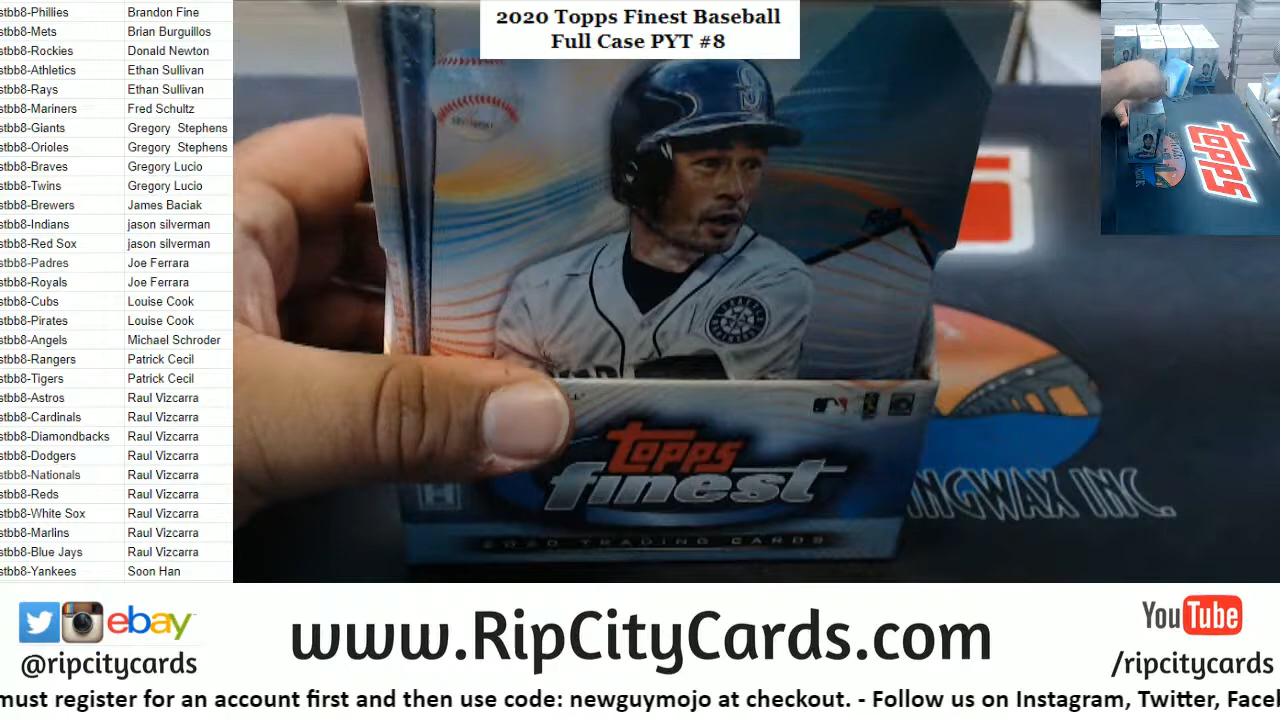 2020 Topps Finest Baseball
Full Case PYT #8
stbb8-Phillies Brandon Fine
stbb8-Mets Brian Burguillos
stbb8-Rockies Donald Newton
stbb8-Athletics Ethan Sullivan
stbb8-Rays Ethan Sullivan
stbb8-Mariners Fred Schultz
stbb8-Giants Gregory Stephens
stbb8-Orioles Gregory Stephens
stbb8-Braves Gregory Lucio
stbb8-Twins Gregory Lucio
stbb8-Brewers James Baciak
stbb8-Indians jason silverman
stbb8-Red Sox jason silverman
stbb8-Padres Joe Ferrara
stbb8-Royals Joe Ferrara
stbb8-Cubs Louise Cook
stbb8-Pirates Louise Cook
stbb8-Angels Michael Schroder
stbb8-Rangers Patrick Cecil
stbb8-Tigers Patrick Cecil
stbb8-Astros Raul Vizcarra
stbb8-Cardinals Raul Vizcarra
stbb8-Diamondbacks Raul Vizcarra
stbb8-Dodgers Raul Vizcarra
stbb8-Nationals Raul Vizcarra
stbb8-Reds Raul Vizcarra
stbb8-White Sox Raul Vizcarra
stbb8-Marlins Raul Vizcarra
stbb8-Blue Jays Raul Vizcarra
stbb8-Yankees Soon Han
S
topps
finest
H
2020 TRADING CARDS
INGWAX INC.
topps
ebay
@ripcitycards
www.RipCityCards.com
YouTube
/ripcitycards
must register for an account first and then use code: newguymojo at checkout. - Follow us on Instagram, Twitter, Face